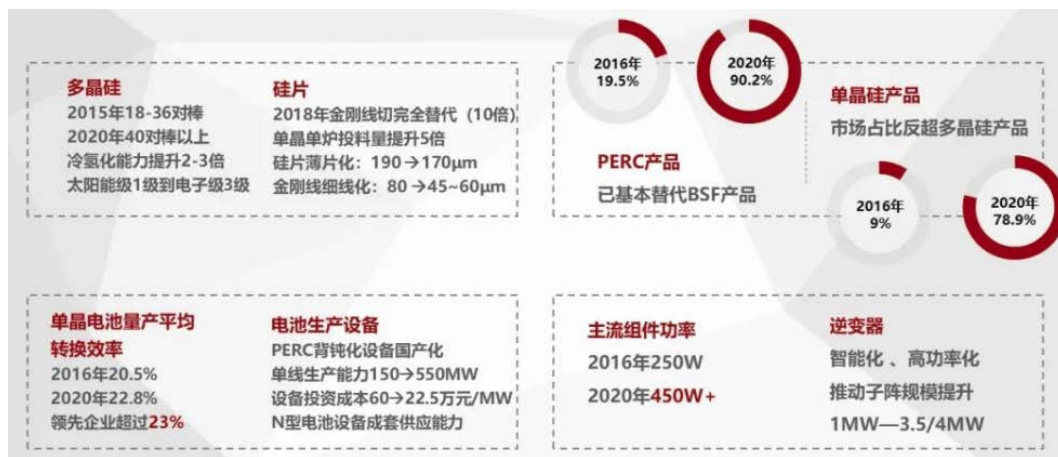 多晶硅
2015年18-36对棒
2020年40对棒以上
冷氢化能力提升2-3倍
太阳能级1级到电子级3级
硅片
2018年金刚线切完全替代（10倍）
单晶单炉投料量提升5倍
硅片薄片化：190→170μm
金刚线细线化：80→45~60μm
2016年
19.5%
2020年
90.2%
PERC产品
已基本替代BSF产品
单晶硅产品
市场占比反超多晶硅产品
2016年
9%
2020年
78.9%
单晶电池量产平均
转换效率
2016年20.5%
2020年22.8%
领先企业超过23%
电池生产设备
PERC背钝化设备国产化
单线生产能力150→550MW
设备投资成本60→22.5万元/MW
N型电池设备成套供应能力
主流组件功率
2016年250W
2020年450W+
逆变器
智能化 、高功率化
推动子阵规模提升
1MW—3.5/4MW